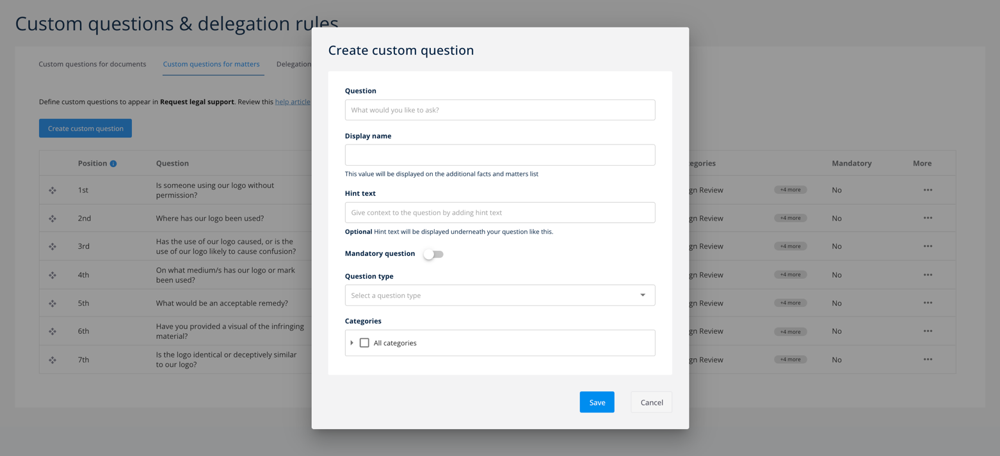 Custom questions & delegation rules
Custom questions for documents
Custom questions for matters
Delegation
Define custom questions to appear in Request legal support. Review this help article
Create custom question
Position
Question
egories
Mandatory
More
1st
Is someone using our logo without
permission?
gn Review
+4 more
No
2nd
Where has our logo been used?
gn Review
+4 more
No
3rd
Has the use of our logo caused, or is the
use of our logo likely to cause confusion?
gn Review
+4 more
No
4th
On what medium/s has our logo or mark
been used?
gn Review
+4 more
No
5th
What would be an acceptable remedy?
gn Review
+4 more
No
6th
Have you provided a visual of the infringing
material?
gn Review
+4 more
No
7th
Is the logo identical or deceptively similar
to our logo?
gn Review
+4 more
No
Create custom question
Question
What would you like to ask?
Display name
This value will be displayed on the additional facts and matters list
Hint text
Give context to the question by adding hint text
Optional Hint text will be displayed underneath your question like this.
Mandatory question
Question type
Select a question type
Categories
All categories
Save
Cancel